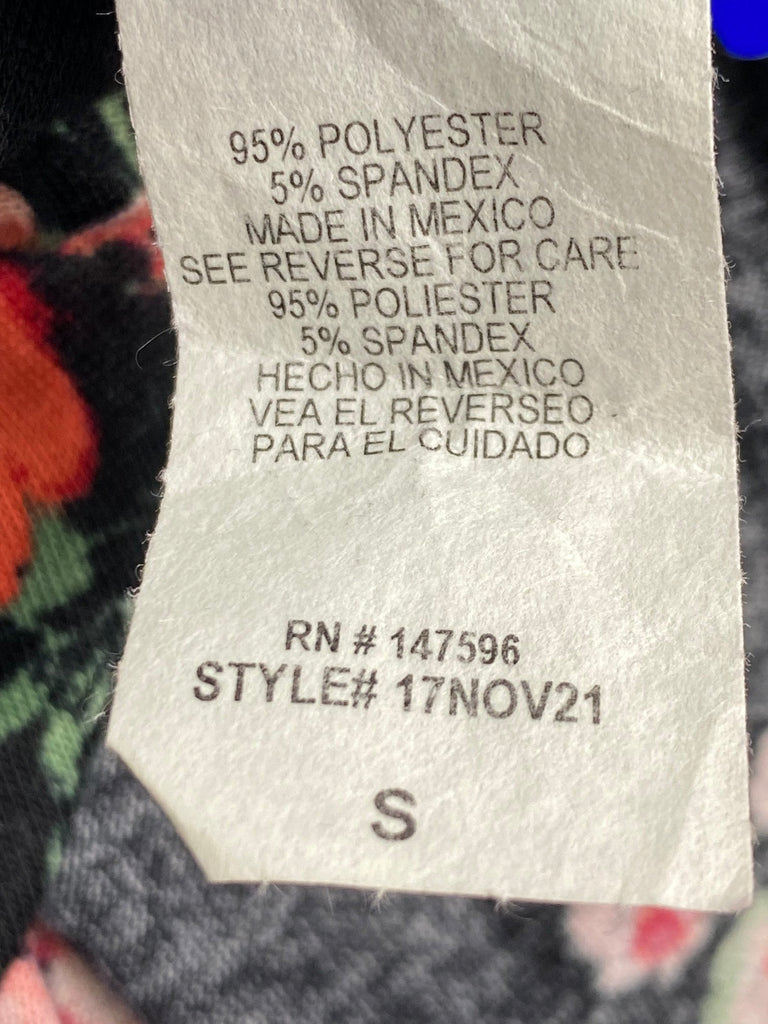 95% POLYESTER
5% SPANDEX
MADE IN MEXICO
SEE REVERSE FOR CARE
95% POLIESTER
5% SPANDEX
HECHO IN MEXICO
VEA EL REVERSEO
PARA EL CUIDADO
RN # 147596
STYLE# 17NOV21
S